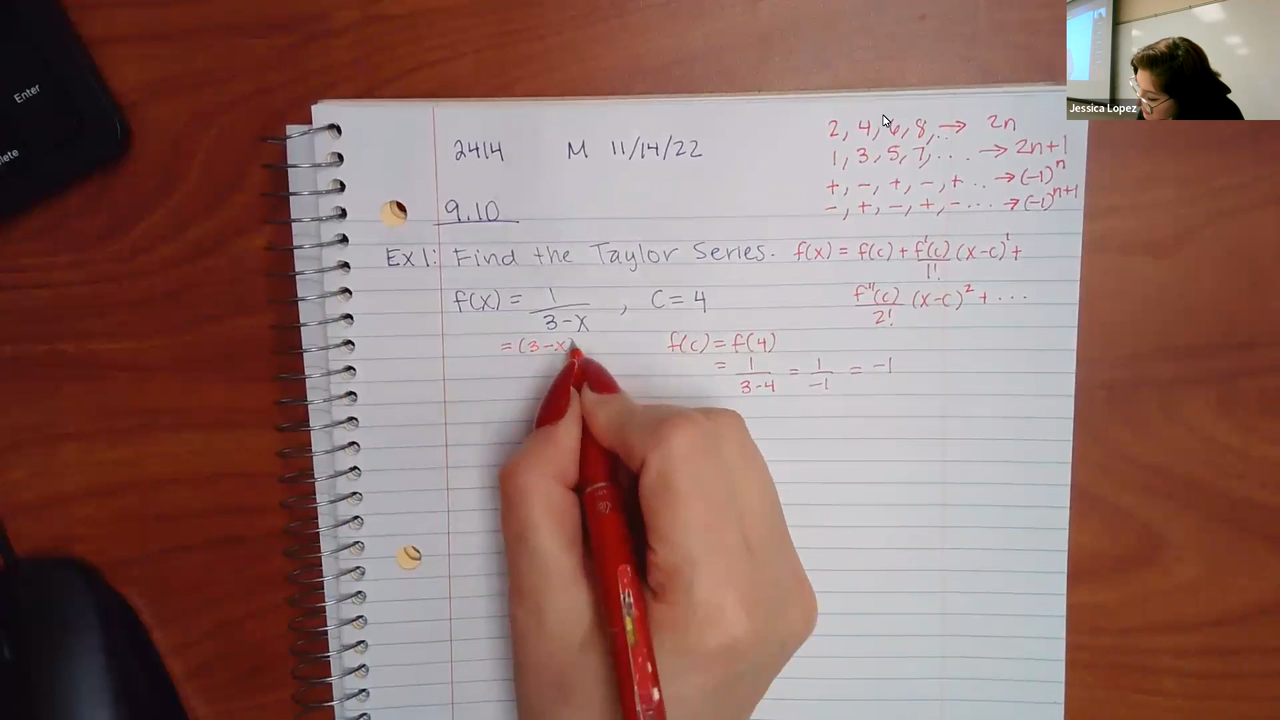 Enter
lete
Jessica Lopez
2414 M 11/14/22
2, 4, 6, 8, ... → 2n
1, 3, 5, 7, ... → 2n+1
+, -, +, -, + ... → (-1)^n
-, +, -, +, - ... → (-1)^{n+1}
9.10
Ex 1: Find the Taylor Series. f(x) = f(c) + f'(c)/1! (x-c)^1 +
f''(c)/2! (x-c)^2 + ...
f(x) = 1/(3-x) , C = 4
= (3-x)
f(c) = f(4)
= 1/(3-4) = 1/-1 = -1